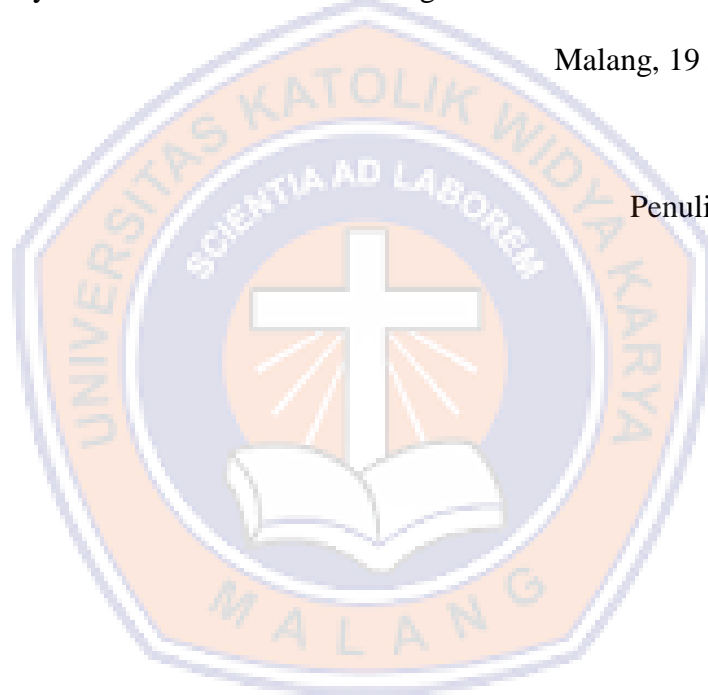 Malang, 19
Penuli
UNIVERSITAS KATOLIK WIDYA KARYA
SCIENTIA AD LABOREM
MALANG